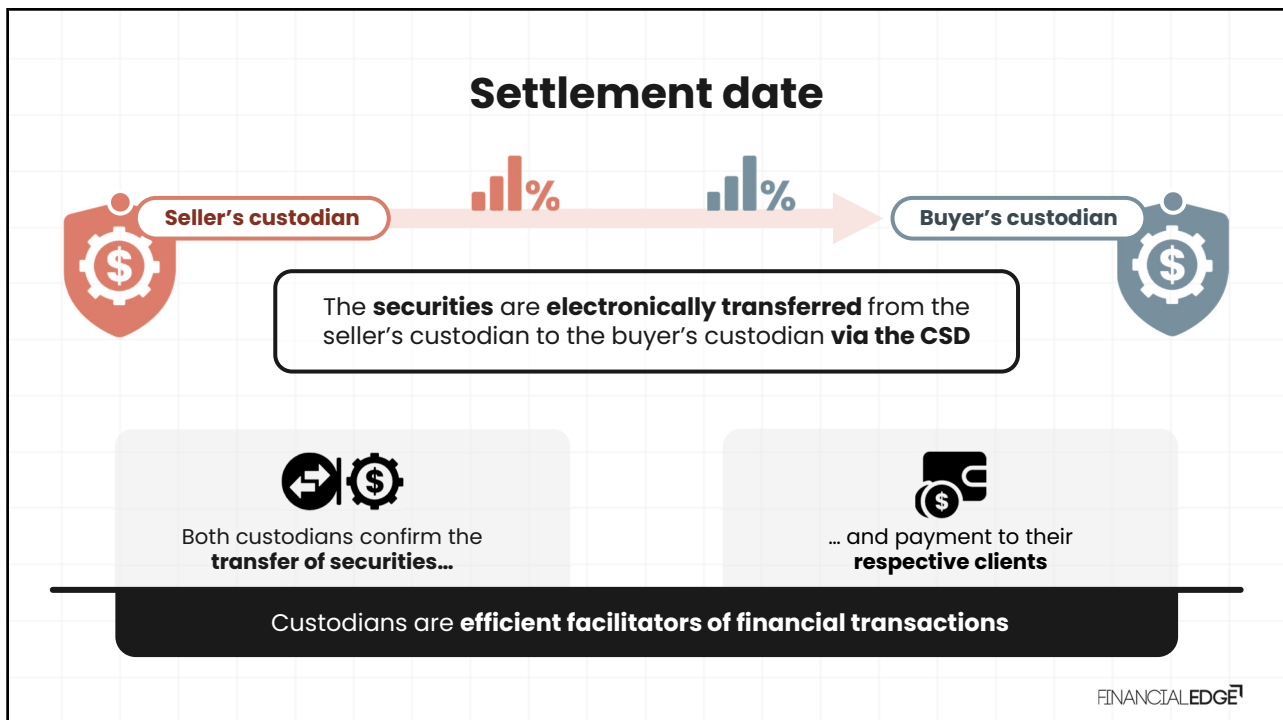 Settlement date
%
%
Seller’s custodian
Buyer’s custodian
$
$
The securities are electronically transferred from the
seller’s custodian to the buyer’s custodian via the CSD
$
$
Both custodians confirm the
transfer of securities…
… and payment to their
respective clients
Custodians are efficient facilitators of financial transactions
FINANCIALEDGE